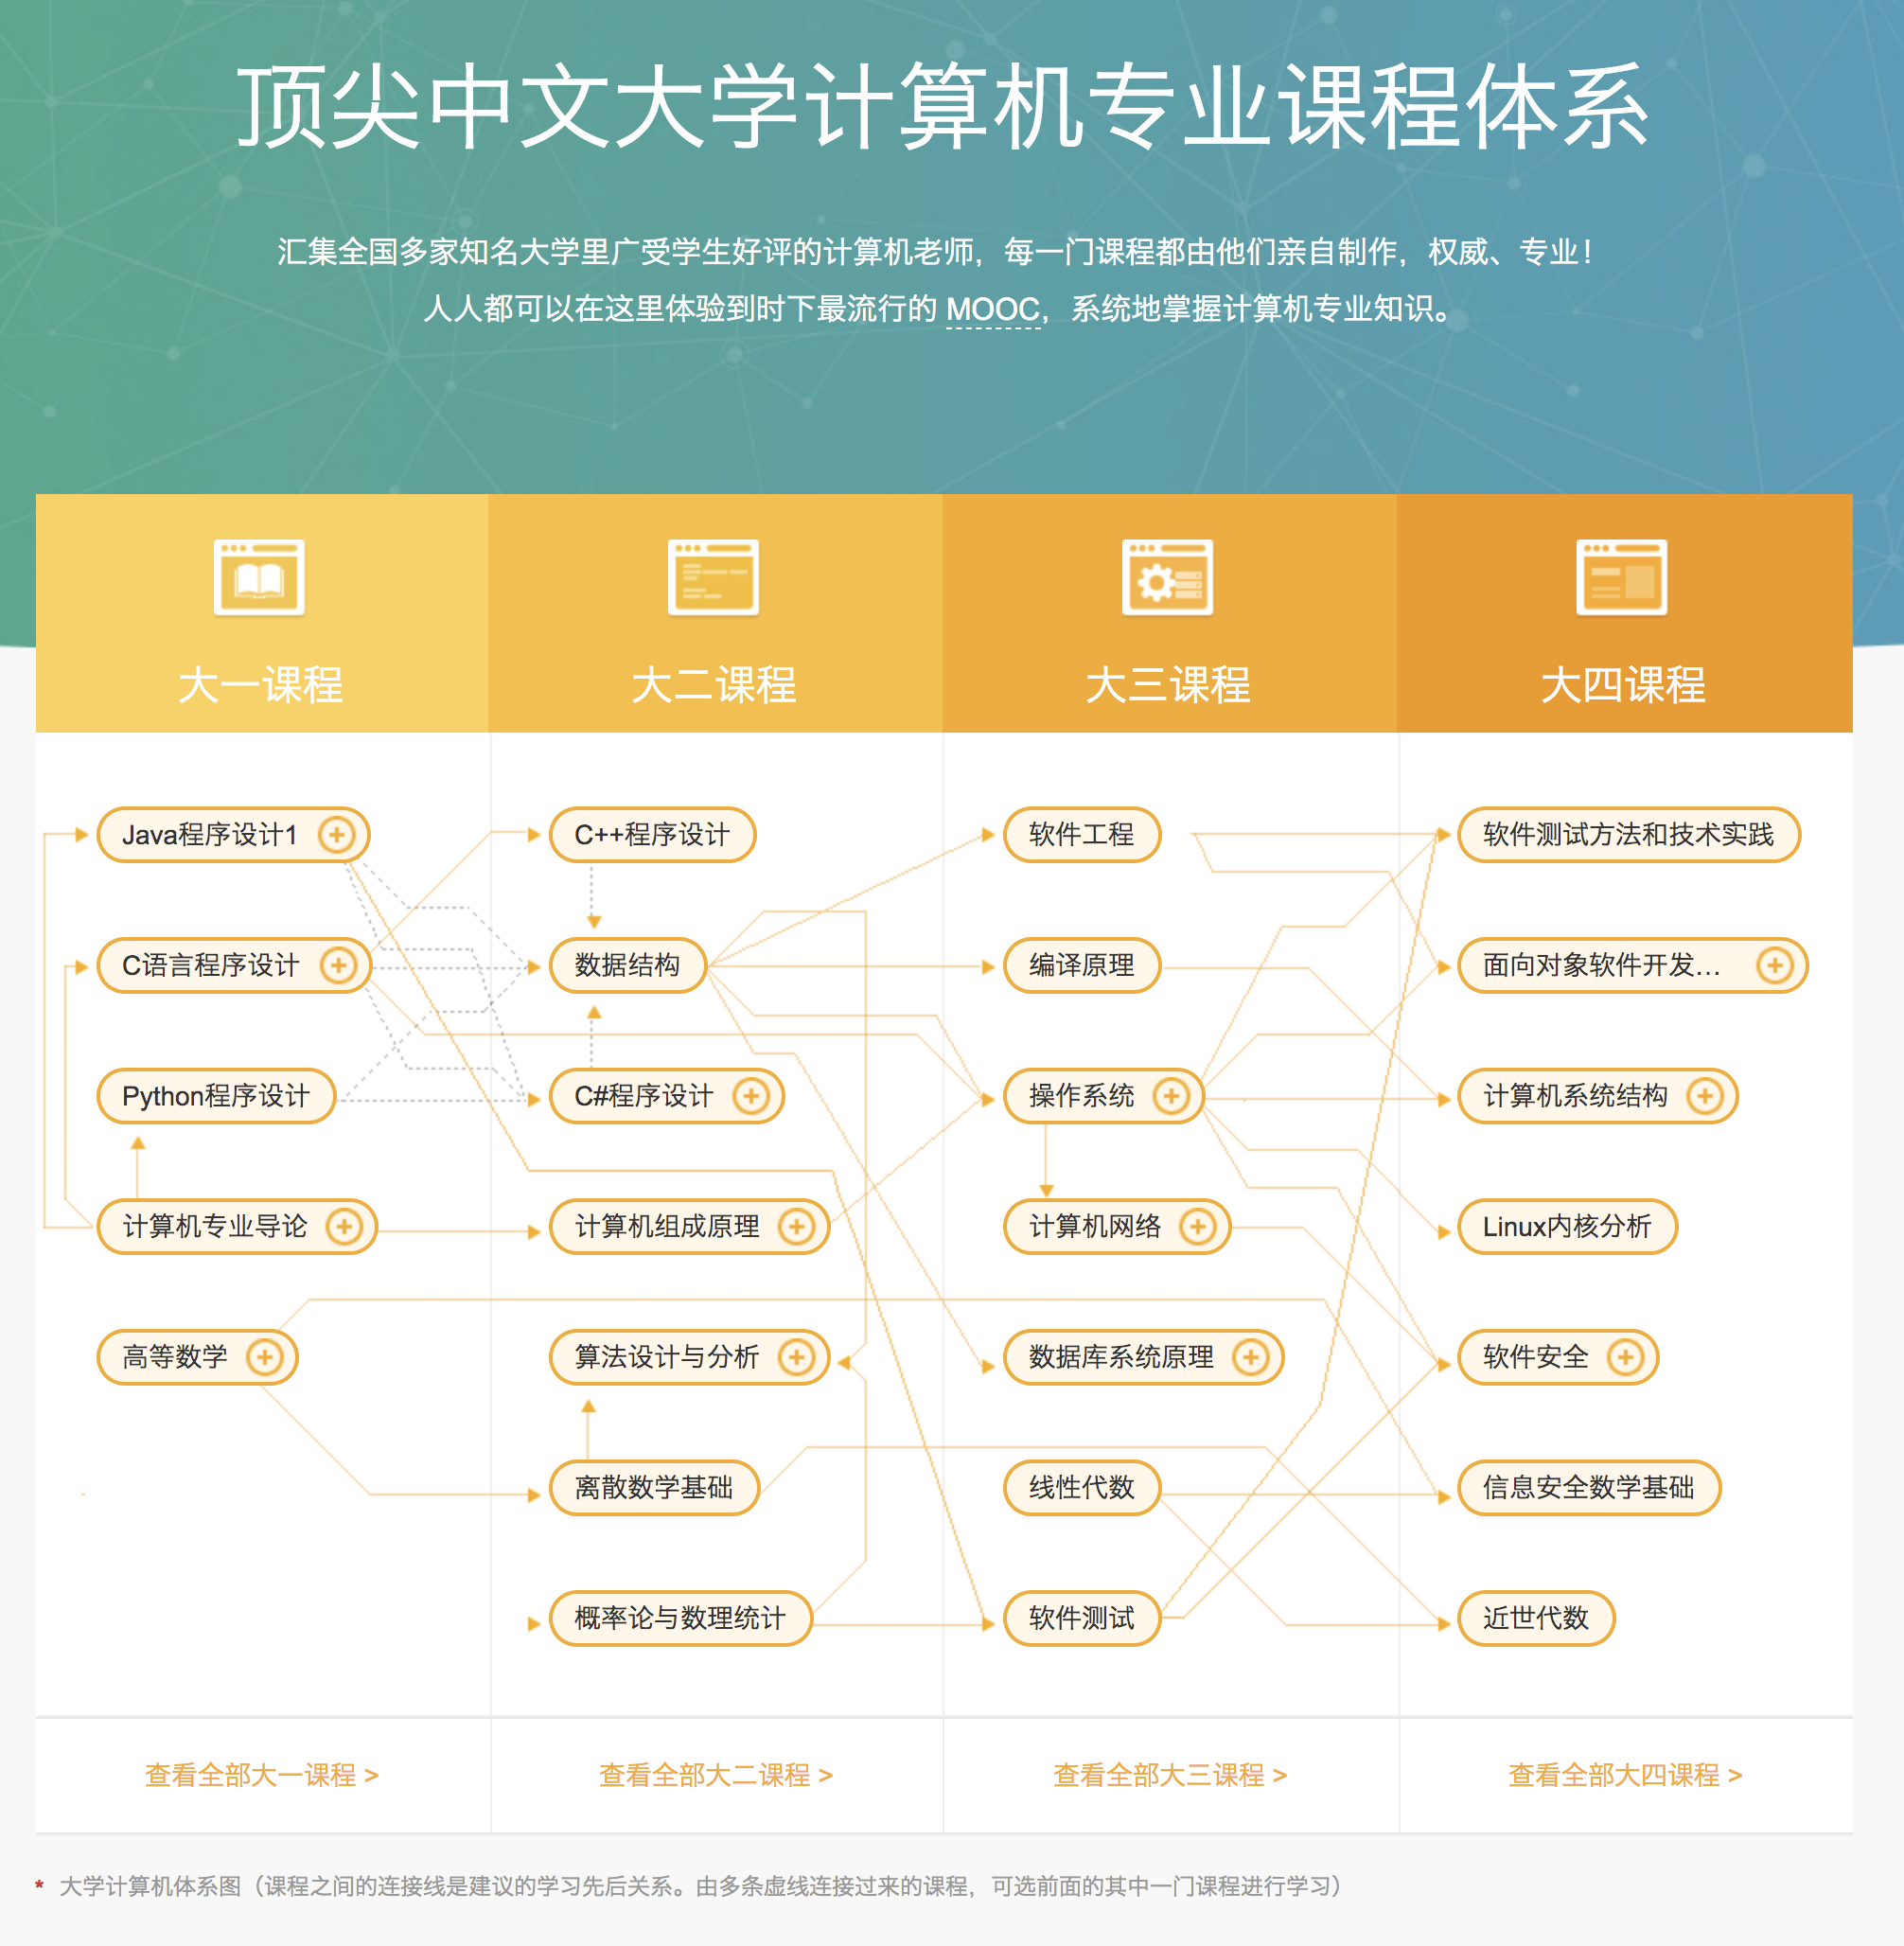 顶尖中文大学计算机专业课程体系
汇集全国多家知名大学里广受学生好评的计算机老师，每一门课程都由他们亲自制作，权威、专业！
人人都可以在这里体验到时下最流行的 MOOC，系统地掌握计算机专业知识。
大一课程
大二课程
大三课程
大四课程
Java程序设计1
C++程序设计
软件工程
软件测试方法和技术实践
C语言程序设计
数据结构
编译原理
面向对象软件开发…
Python程序设计
C#程序设计
操作系统
计算机系统结构
计算机专业导论
计算机组成原理
计算机网络
Linux内核分析
高等数学
算法设计与分析
数据库系统原理
软件安全
离散数学基础
线性代数
信息安全数学基础
概率论与数理统计
软件测试
近世代数
查看全部大一课程 >
查看全部大二课程 >
查看全部大三课程 >
查看全部大四课程 >
* 大学计算机体系图（课程之间的连接线是建议的学习先后关系。由多条虚线连接过来的课程，可选前面的其中一门课程进行学习）